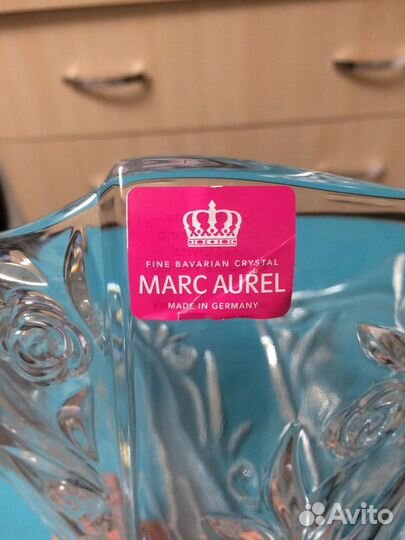 FINE BAVARIAN CRYSTAL
MARC AUREL
MADE IN GERMANY
Avito